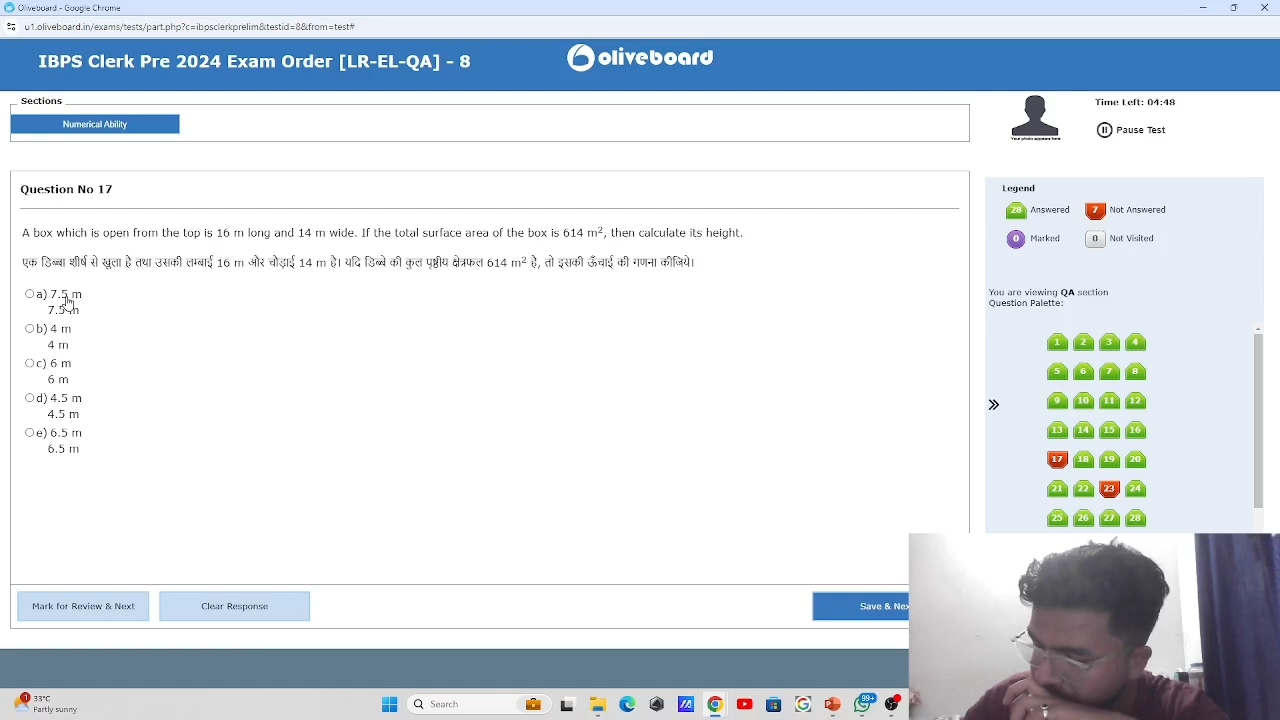 Oliveboard - Google Chrome
u1.oliveboard.in/exams/tests/part.php?c=ibpsclerkprelim&testid=8&from=test#
IBPS Clerk Pre 2024 Exam Order [LR-EL-QA] - 8
oliveboard
Sections
Numerical Ability
Your photo appears here
Time Left: 04:48
Pause Test
Question No 17
A box which is open from the top is 16 m long and 14 m wide. If the total surface area of the box is 614 m², then calculate its height.
एक डिब्बा शीर्ष से खुला है तथा उसकी लम्बाई 16 m और चोड़ाई 14 m है। यदि डिब्बे की कुल पृष्ठीय क्षेत्रफल 614 m² है, तो इसकी ऊँचाई की गणना कीजिये।
a) 7.5 m
7.5 m
b) 4 m
4 m
c) 6 m
6 m
d) 4.5 m
4.5 m
e) 6.5 m
6.5 m
Mark for Review & Next
Clear Response
Save & Nex
Legend
28 Answered
7 Not Answered
0 Marked
0 Not Visited
You are viewing QA section
Question Palette:
1 2 3 4
5 6 7 8
9 10 11 12
13 14 15 16
17 18 19 20
21 22 23 24
25 26 27 28
1
33°C
Partly sunny
Search
99+